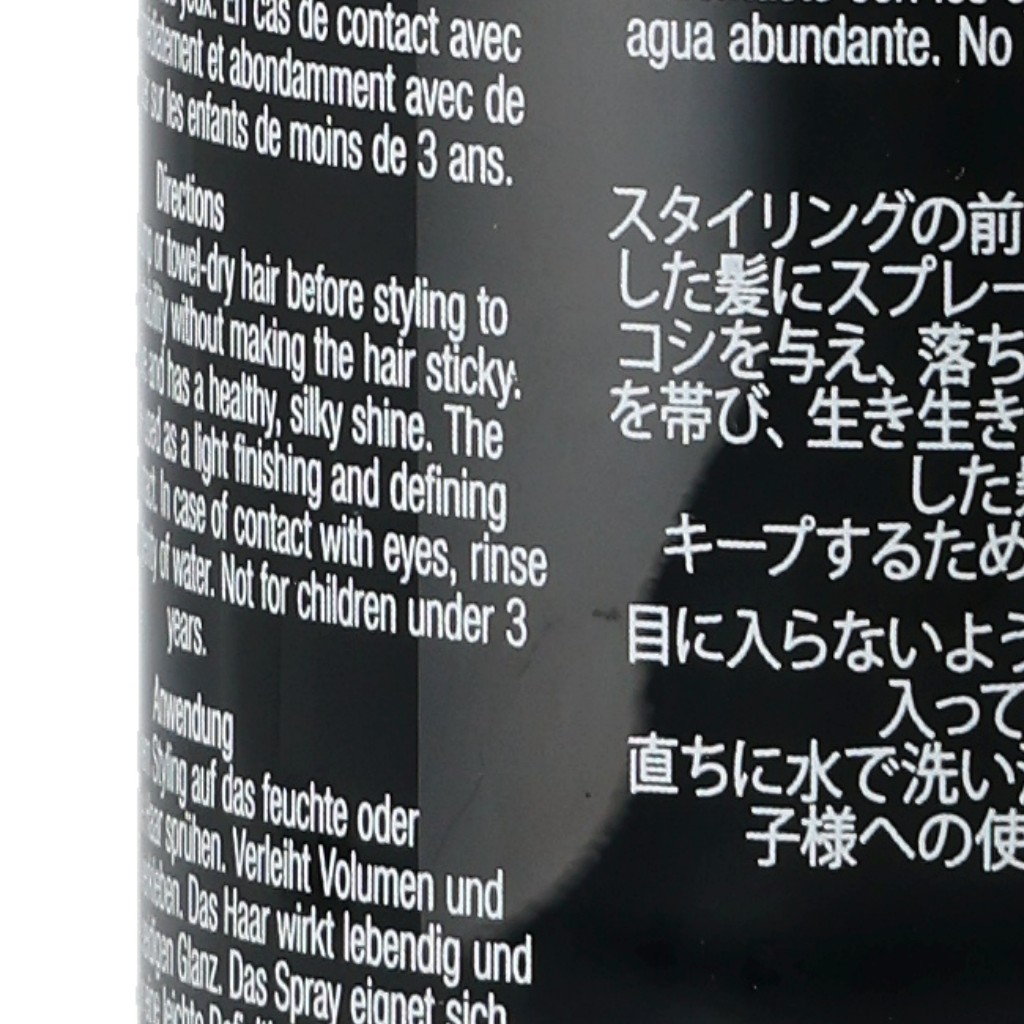 yeux. En cas de contact avec
et abondamment avec de
sur les enfants de moins de 3 ans.
Directions
or towel-dry hair before styling to
without making the hair sticky.
and has a healthy, silky shine. The
as a light finishing and defining
In case of contact with eyes, rinse
of water. Not for children under 3
years.
Anwendung
Styling auf das feuchte oder
sprühen. Verleiht Volumen und
Das Haar wirkt lebendig und
Glanz. Das Spray eignet sich
leichte
agua abundante. No
スタイリングの前
した髪にスプレー
コシを与え、落ち
を帯び、生き生き
した
キープするため
目に入らないよう
入って
直ちに水で洗い
子様への使